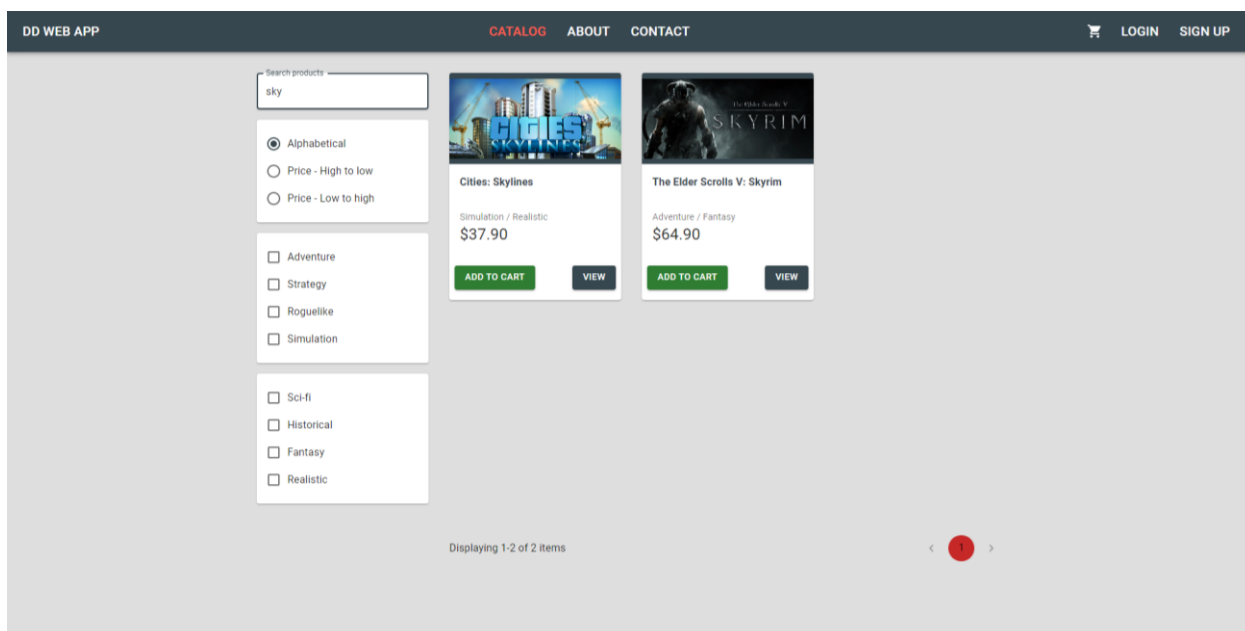 DD WEB APP
CATALOG ABOUT CONTACT
LOGIN SIGN UP
Search products
sky
Alphabetical
Price - High to low
Price - Low to high
Adventure
Strategy
Roguelike
Simulation
Sci-fi
Historical
Fantasy
Realistic
CITIES
SKYLINES
Cities: Skylines
Simulation / Realistic
$37.90
ADD TO CART VIEW
The Elder Scrolls V
SKYRIM
The Elder Scrolls V: Skyrim
Adventure / Fantasy
$64.90
ADD TO CART VIEW
Displaying 1-2 of 2 items
< 1 >